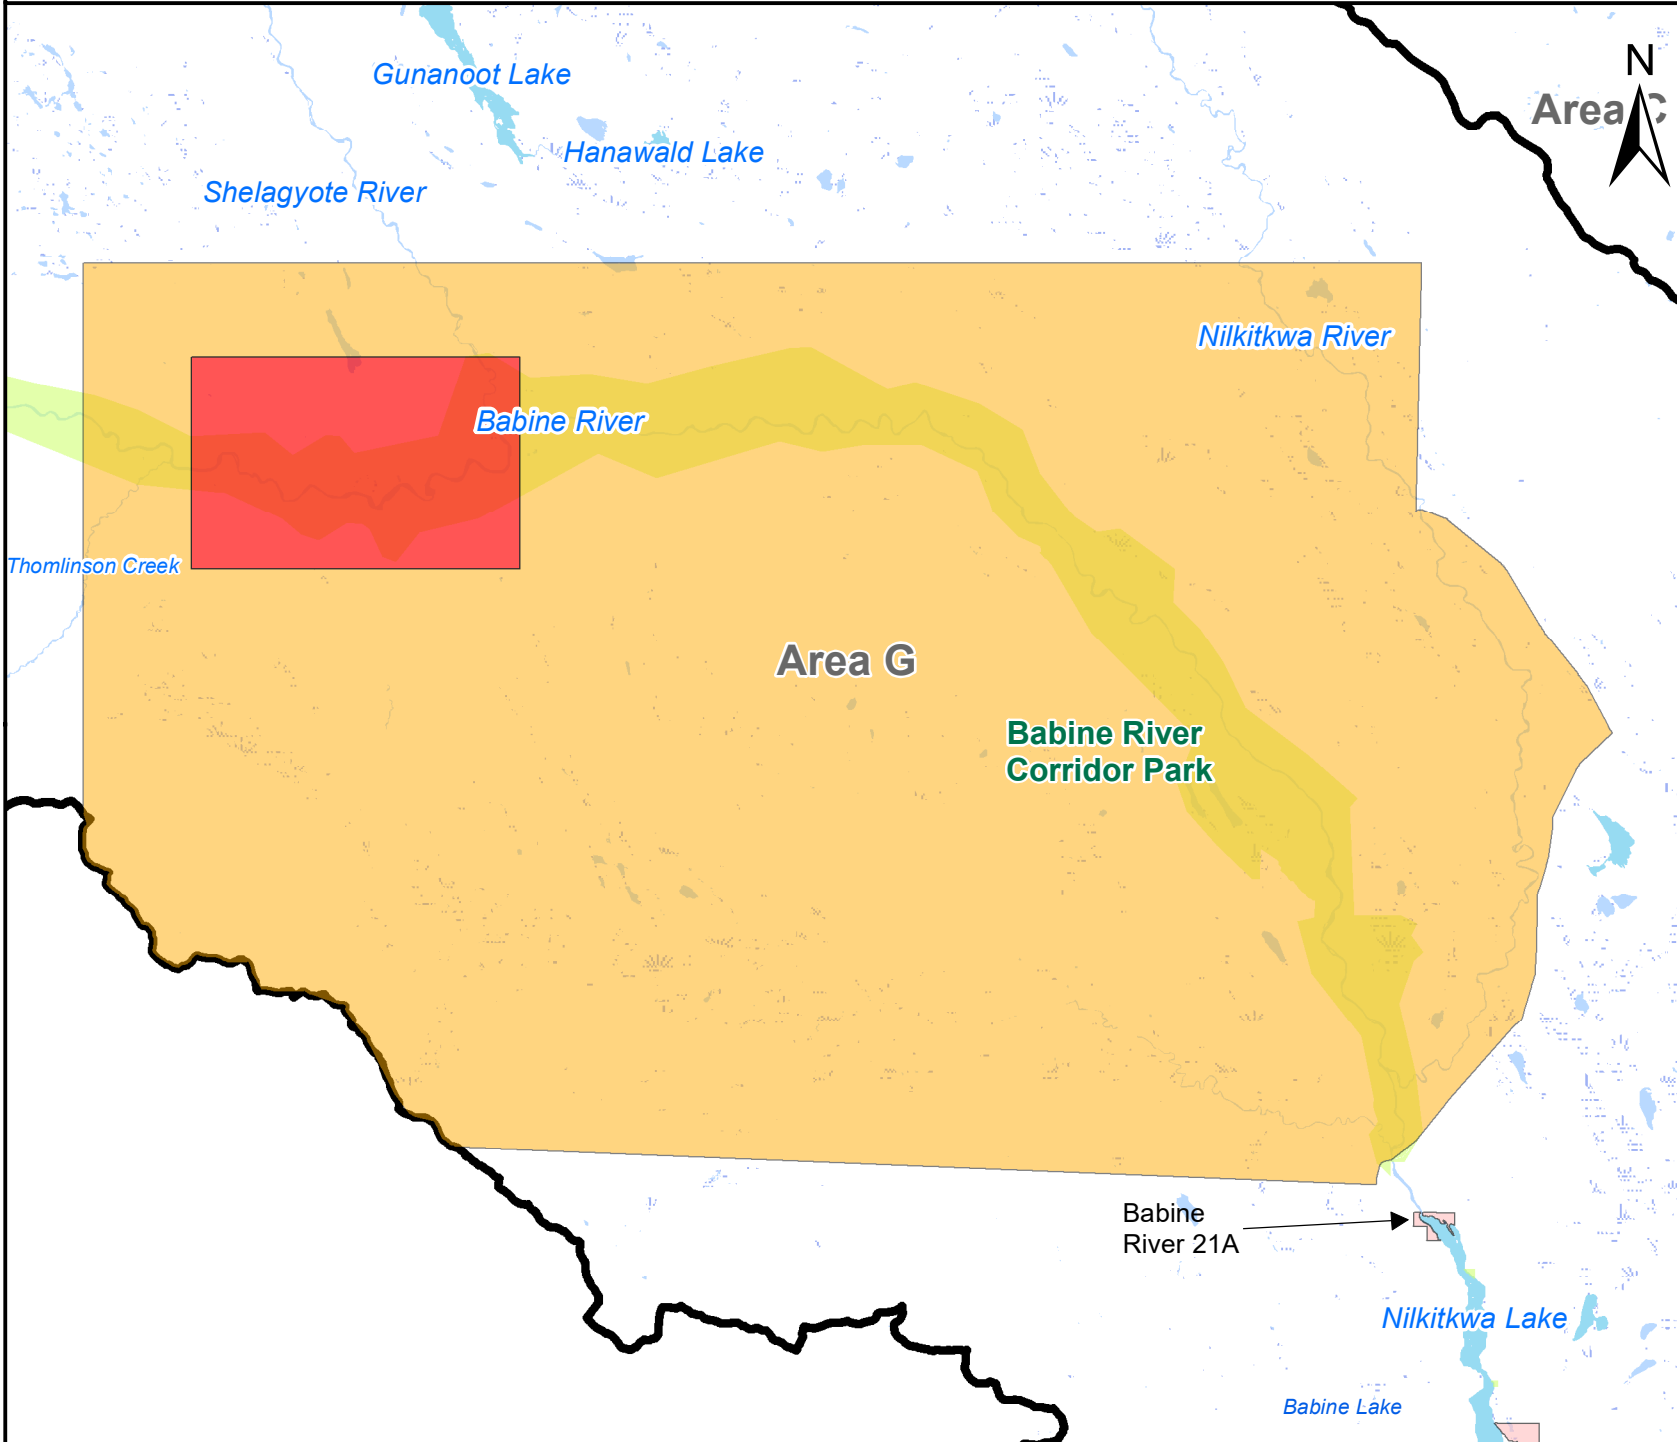 N
Area C
Gunanoot Lake
Hanawald Lake
Shelagyote River
Nilkitkwa River
Babine River
Thomlinson Creek
Area G
Babine River
Corridor Park
Babine
River 21A
Nilkitkwa Lake
Babine Lake